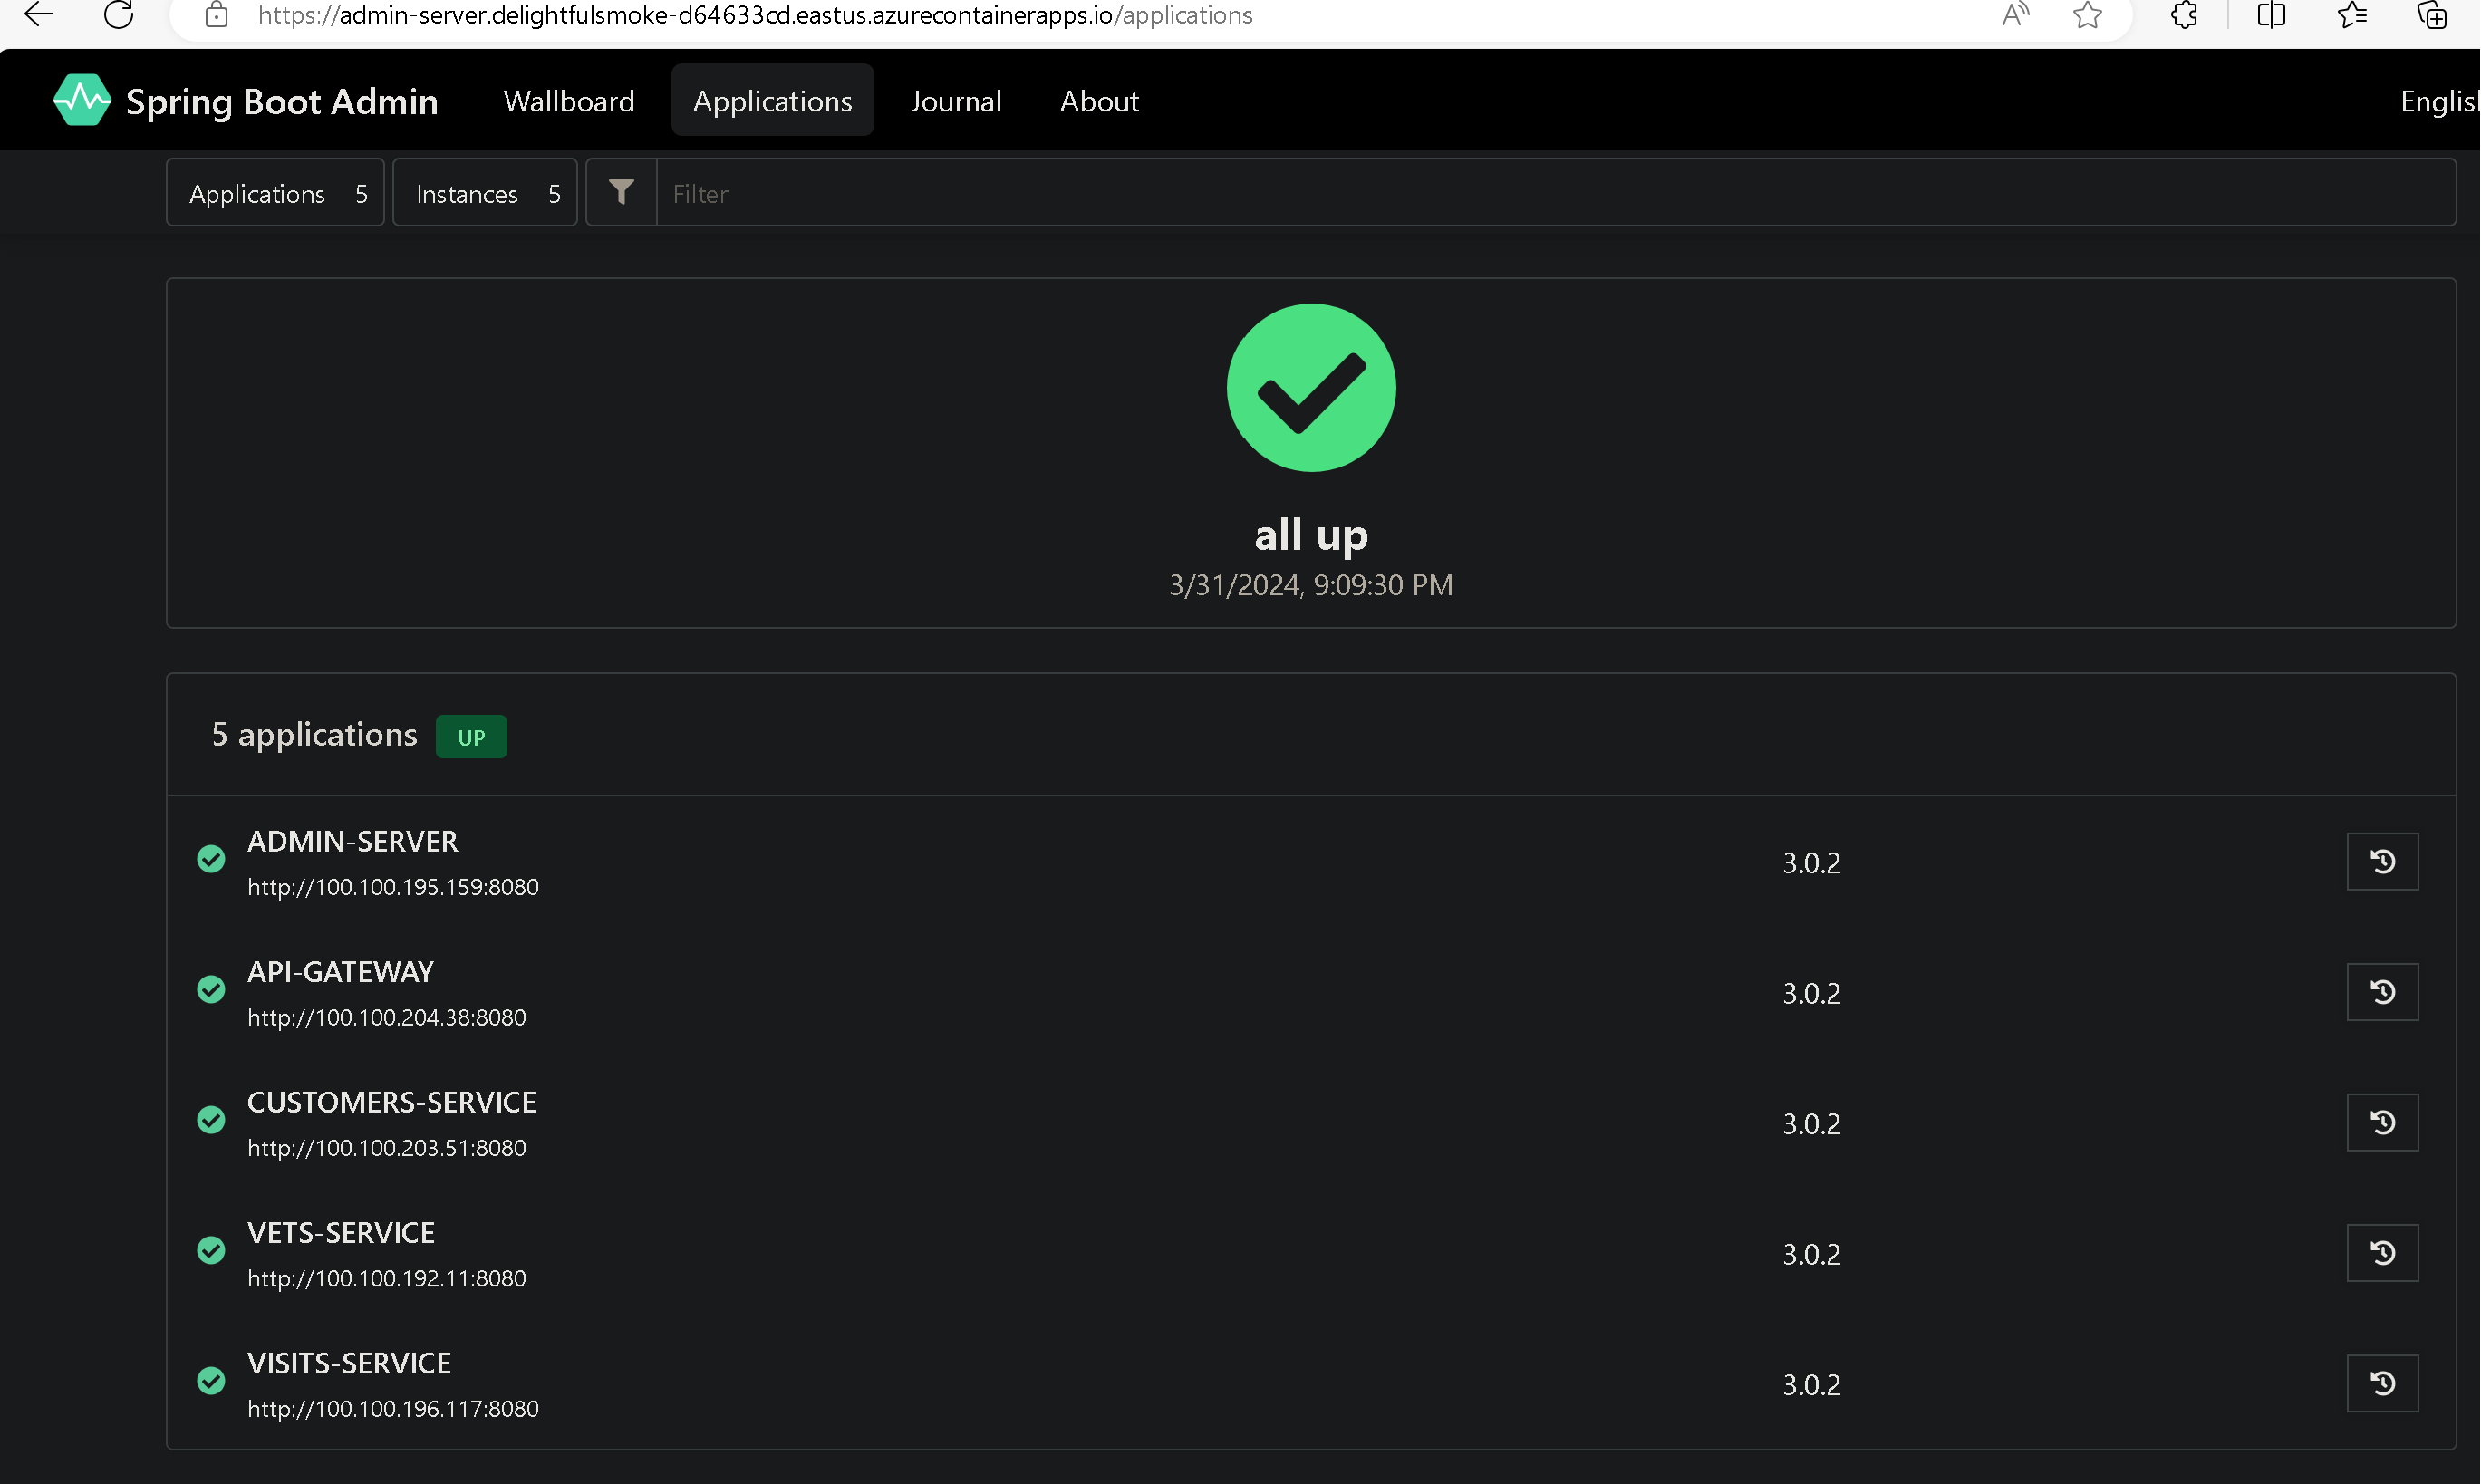 https://admin-server.delightfulsmoke-d64633cd.eastus.azurecontainerapps.io/applications
Spring Boot Admin Wallboard Applications Journal About Englis
Applications 5 Instances 5 Filter
all up
3/31/2024, 9:09:30 PM
5 applications UP
ADMIN-SERVER
http://100.100.195.159:8080
3.0.2
API-GATEWAY
http://100.100.204.38:8080
3.0.2
CUSTOMERS-SERVICE
http://100.100.203.51:8080
3.0.2
VETS-SERVICE
http://100.100.192.11:8080
3.0.2
VISITS-SERVICE
http://100.100.196.117:8080
3.0.2